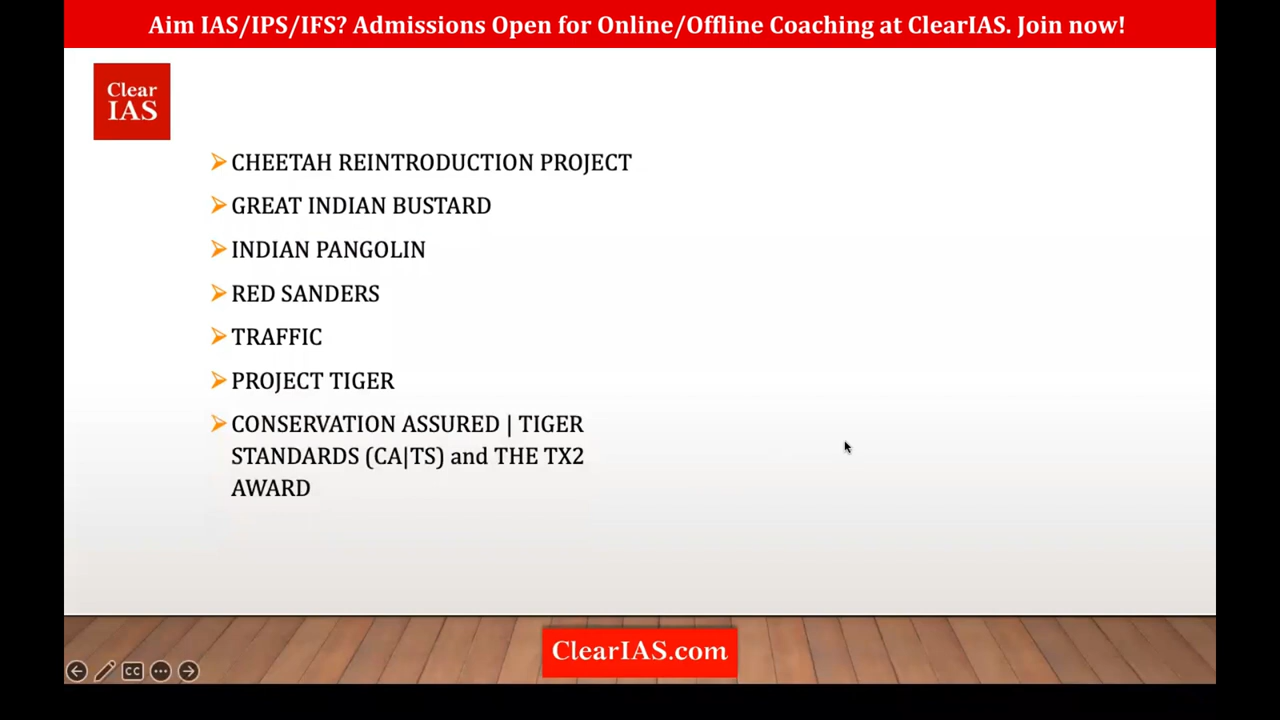 Aim IAS/IPS/IFS? Admissions Open for Online/Offline Coaching at ClearIAS. Join now!
Clear
IAS
CHEETAH REINTRODUCTION PROJECT
GREAT INDIAN BUSTARD
INDIAN PANGOLIN
RED SANDERS
TRAFFIC
PROJECT TIGER
CONSERVATION ASSURED | TIGER
STANDARDS (CA|TS) and THE TX2
AWARD
ClearIAS.com
CC